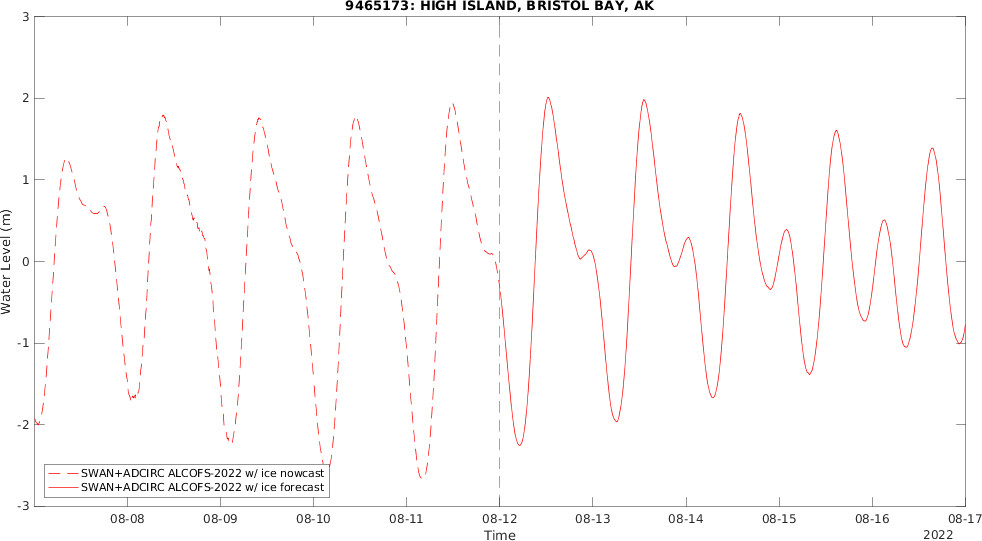 9465173: HIGH ISLAND, BRISTOL BAY, AK
3
2
1
0
-1
-2
-3
Water Level (m)
SWAN+ADCIRC ALCOFS-2022 w/ ice nowcast
SWAN+ADCIRC ALCOFS-2022 w/ ice forecast
08-08 08-09 08-10 08-11 08-12 08-13 08-14 08-15 08-16 08-17
Time
2022